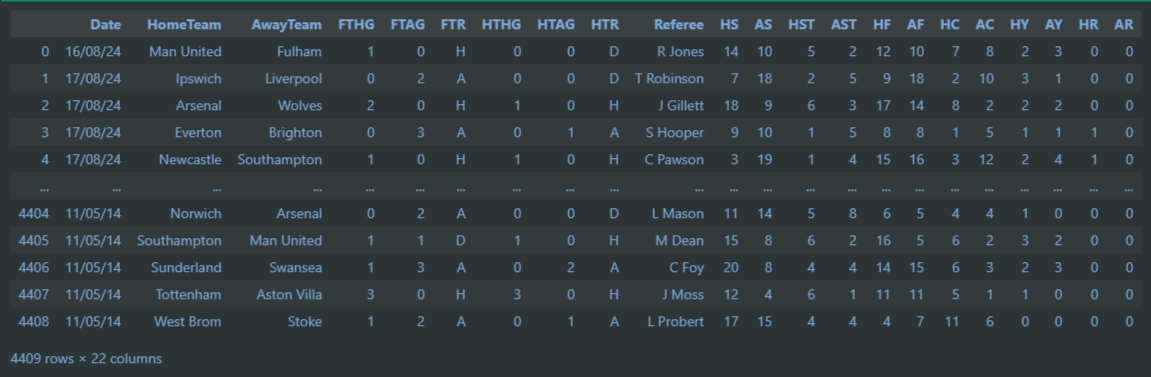 Date HomeTeam AwayTeam FTHG FTAG FTR HTHG HTAG HTR Referee HS AS HST AST HF AF HC AC HY AY HR AR
0 16/08/24 Man United Fulham 1 0 H 0 0 D R Jones 14 10 5 2 12 10 7 8 2 3 0 0
1 17/08/24 Ipswich Liverpool 0 2 A 0 0 D T Robinson 7 18 2 5 9 18 2 10 3 1 0 0
2 17/08/24 Arsenal Wolves 2 0 H 1 0 H J Gillett 18 9 6 3 17 14 8 2 2 2 0 0
3 17/08/24 Everton Brighton 0 3 A 0 1 A S Hooper 9 10 1 5 8 8 1 5 1 1 1 0
4 17/08/24 Newcastle Southampton 1 0 H 1 0 H C Pawson 3 19 1 4 15 16 3 12 2 4 1 0
... ... ... ... ... ... ... ... ... ... ... ... ... ... ... ... ... ... ... ... ... ... ...
4404 11/05/14 Norwich Arsenal 0 2 A 0 0 D L Mason 11 14 5 8 6 5 4 4 1 0 0 0
4405 11/05/14 Southampton Man United 1 1 D 1 0 H M Dean 15 8 6 2 16 5 6 2 3 2 0 0
4406 11/05/14 Sunderland Swansea 1 3 A 0 2 A C Foy 20 8 4 4 14 15 6 3 2 3 0 0
4407 11/05/14 Tottenham Aston Villa 3 0 H 3 0 H J Moss 12 4 6 1 11 11 5 1 1 0 0 0
4408 11/05/14 West Brom Stoke 1 2 A 0 1 A L Probert 17 15 4 4 4 7 11 6 0 0 0 0
4409 rows × 22 columns